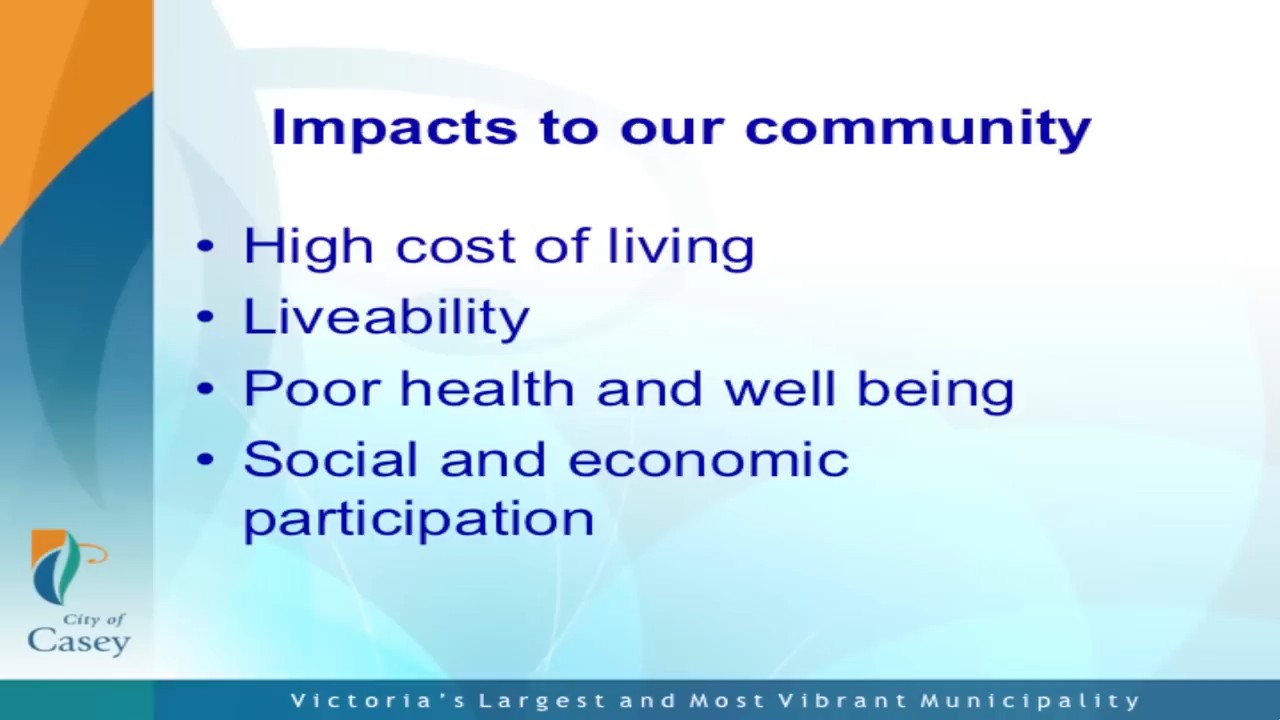 Impacts to our community
• High cost of living
• Liveability
• Poor health and well being
• Social and economic
participation
City of
Casey
Victoria's Largest and Most Vibrant Municipality